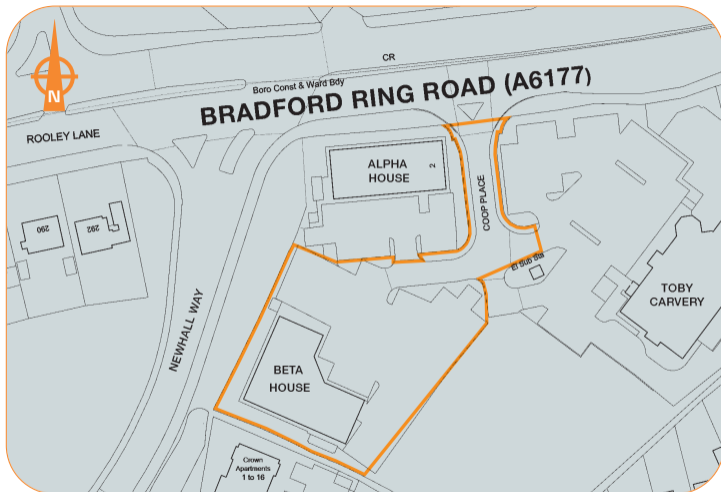 CR
Boro Const & Ward Bdy
BRADFORD RING ROAD (A6177)
N
ROOLEY LANE
ALPHA
HOUSE
2
COOP PLACE
290
292
El Sub Sta
TOBY
CARVERY
NEWHALL WAY
BETA
HOUSE
Crown
Apartments
1 to 16